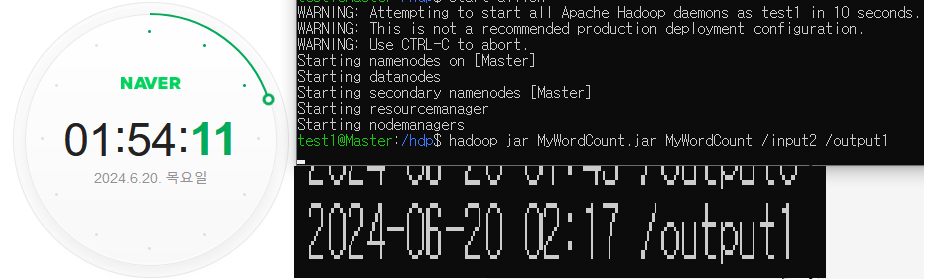 NAVER
01:54:11
2024.6.20. 목요일
WARNING: Attempting to start all Apache Hadoop daemons as test1 in 10 seconds.
WARNING: This is not a recommended production deployment configuration.
WARNING: Use CTRL-C to abort.
Starting namenodes on [Master]
Starting datanodes
Starting secondary namenodes [Master]
Starting resourcemanager
Starting nodemanagers
test1@Master:/hdp$ hadoop jar MyWordCount.jar MyWordCount /input2 /output1
2024-06-20 02:17 /output1